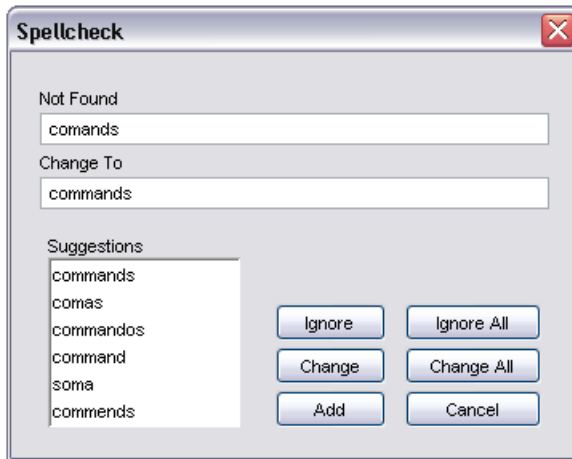 Spellcheck
Not Found
comands
Change To
commands
Suggestions
commands
comas
commandos
command
soma
commends
Ignore
Ignore All
Change
Change All
Add
Cancel